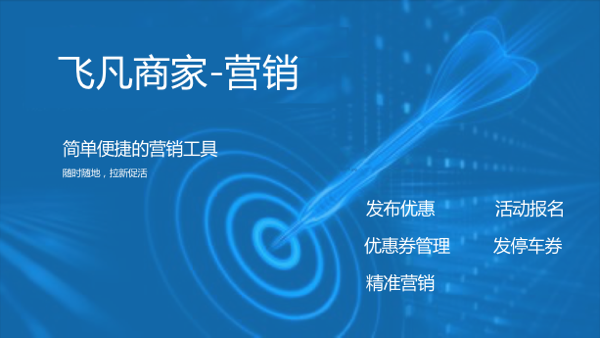 飞凡商家-营销
简单便捷的营销工具
随时随地，拉新促活
发布优惠 活动报名
优惠券管理 发停车券
精准营销